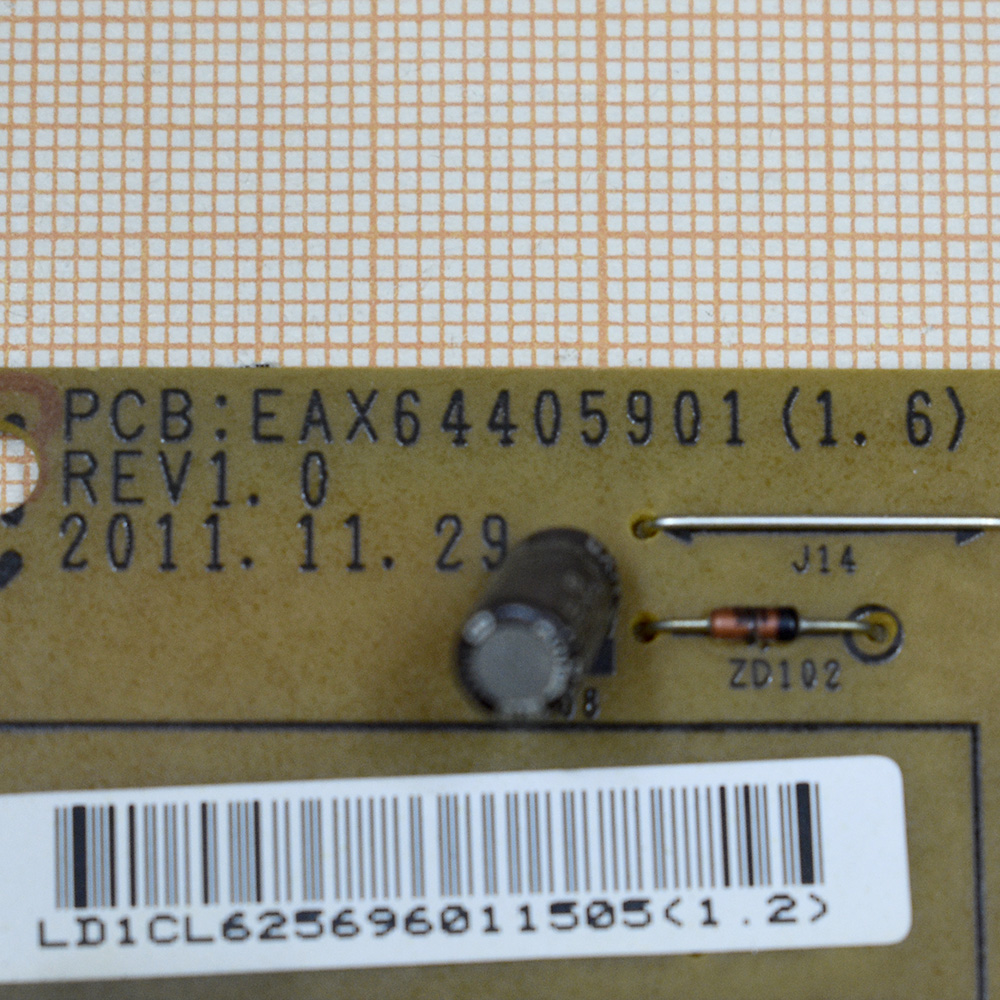 PCB:EAX64405901(1.6)
REV1.0
2011.11.29
J14
ZD102
LD1CL625696011505(1.2)